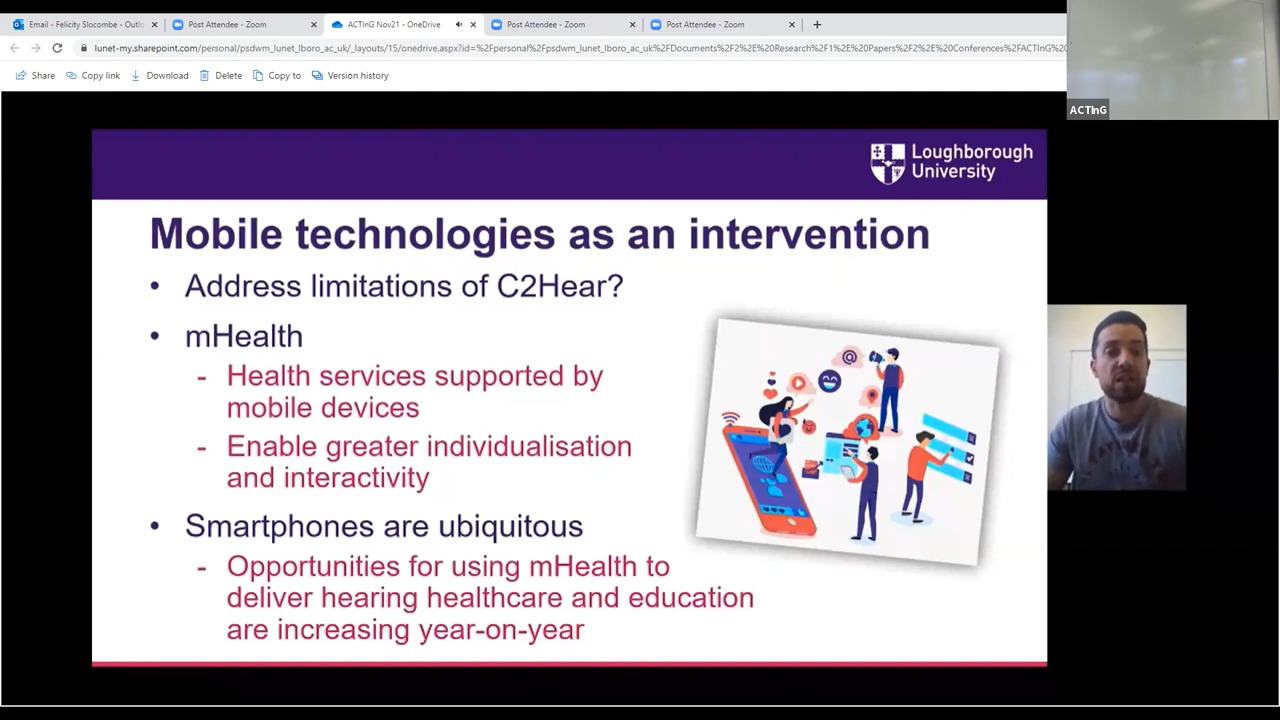 Email - Felicity Slocombe - Outlo
Post Attendee - Zoom
ACTInG Nov21 - OneDrive
Post Attendee - Zoom
Post Attendee - Zoom
lunet-my.sharepoint.com/personal/psdwm_lunet_lboro_ac_uk/_layouts/15/onedrive.aspx?id=%2Fpersonal%2Fpsdwm_lunet_lboro_ac_uk%2FDocuments%2F2%2E%20Research%2F1%2E%20Papers%2F2%2E%20Conferences%2FACTInG%20
Share
Copy link
Download
Delete
Copy to
Version history
ACTInG
Loughborough
University
Mobile technologies as an intervention
• Address limitations of C2Hear?
• mHealth
- Health services supported by
mobile devices
- Enable greater individualisation
and interactivity
• Smartphones are ubiquitous
- Opportunities for using mHealth to
deliver hearing healthcare and education
are increasing year-on-year